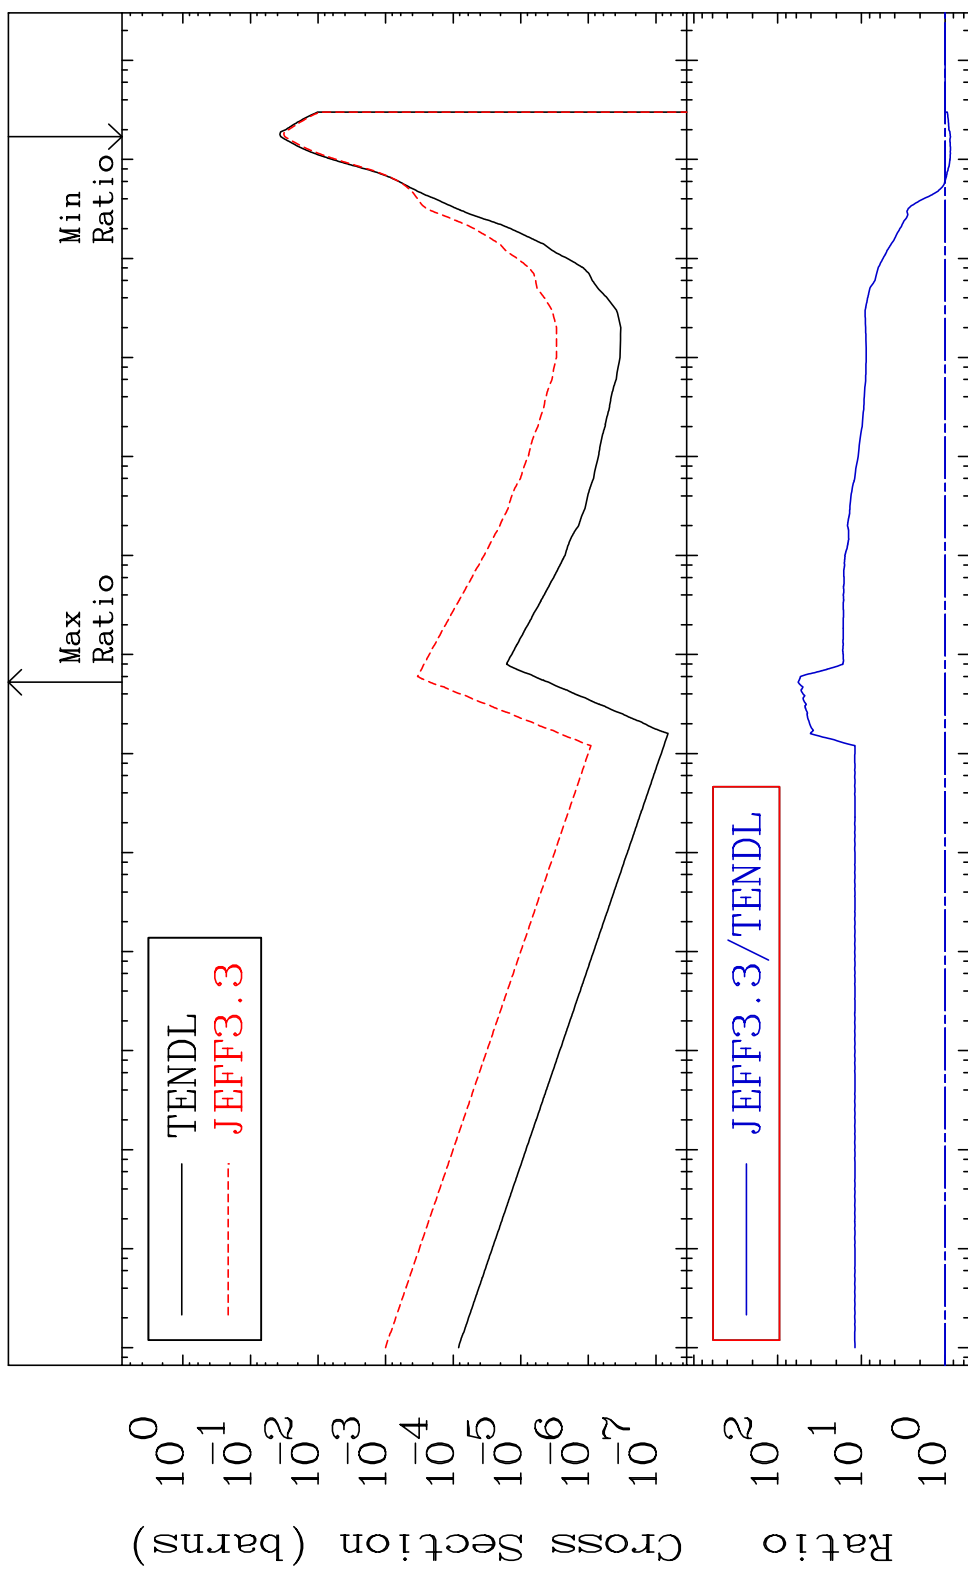 Max
Ratio
Min
Ratio
TENDL
JEFF3.3
10^0
10^-1
10^-2
10^-3
10^-4
10^-5
10^-6
10^-7
Cross Section (barns)
JEFF3.3/TENDL
10^2
10^1
10^0
Ratio